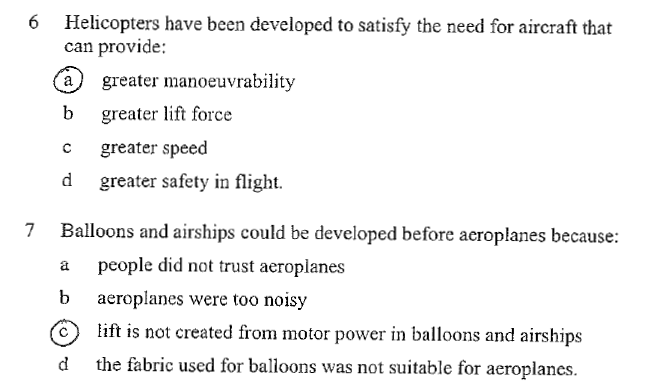 6 Helicopters have been developed to satisfy the need for aircraft that
can provide:
a greater manoeuvrability
b greater lift force
c greater speed
d greater safety in flight.
7 Balloons and airships could be developed before aeroplanes because:
a people did not trust aeroplanes
b aeroplanes were too noisy
c lift is not created from motor power in balloons and airships
d the fabric used for balloons was not suitable for aeroplanes.